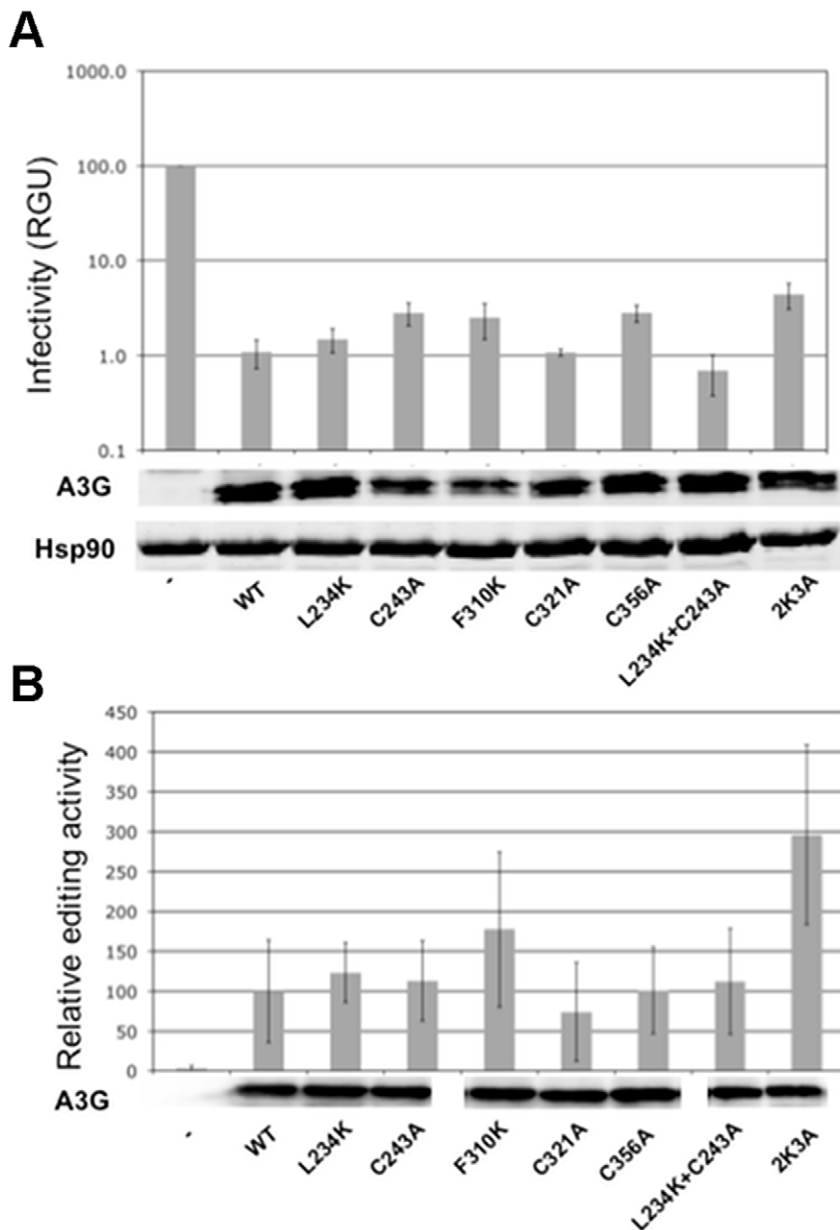 A
Infectivity (RGU)
1000.0
100.0
10.0
1.0
0.1
A3G
Hsp90
-
WT
L234K
C243A
F310K
C321A
C356A
L234K+C243A
2K3A
B
Relative editing activity
450
400
350
300
250
200
150
100
50
0
A3G
-
WT
L234K
C243A
F310K
C321A
C356A
L234K+C243A
2K3A